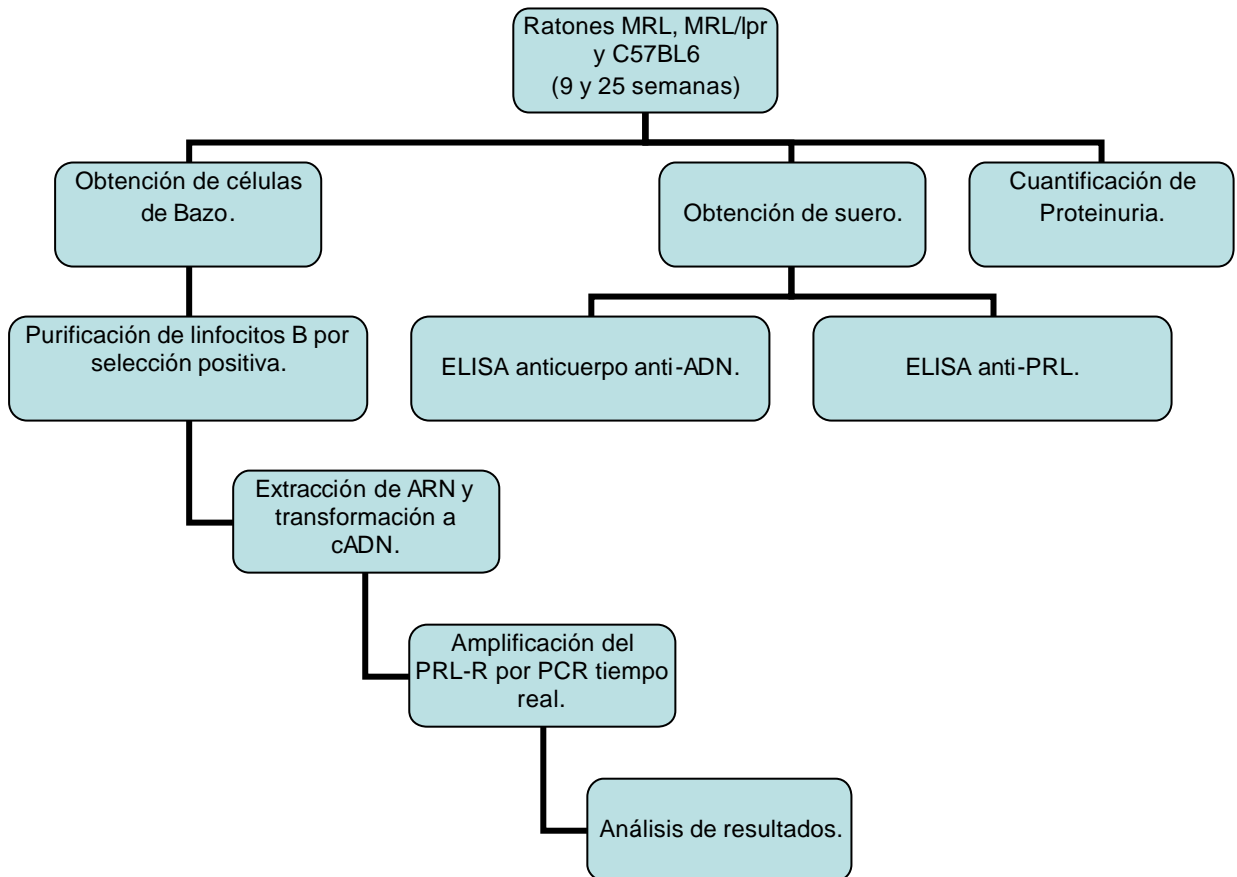 Ratones MRL, MRL/lpr
y C57BL6
(9 y 25 semanas)
Obtención de células
de Bazo.
Obtención de suero.
Cuantificación de
Proteinuria.
Purificación de linfocitos B por
selección positiva.
ELISA anticuerpo anti-ADN.
ELISA anti-PRL.
Extracción de ARN y
transformación a
cADN.
Amplificación del
PRL-R por PCR tiempo
real.
Análisis de resultados.